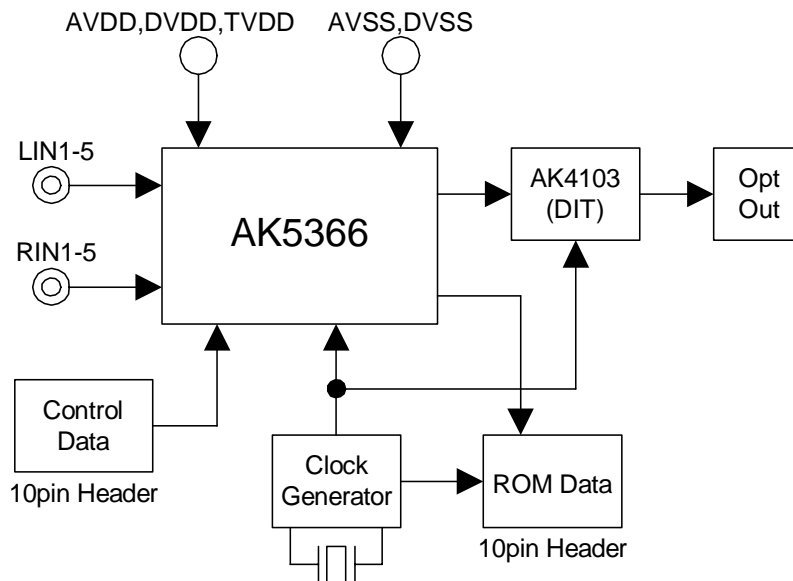 AVDD,DVDD,TVDD
AVSS,DVSS
LIN1-5
RIN1-5
AK5366
AK4103
(DIT)
Opt
Out
Control
Data
10pin Header
Clock
Generator
ROM Data
10pin Header